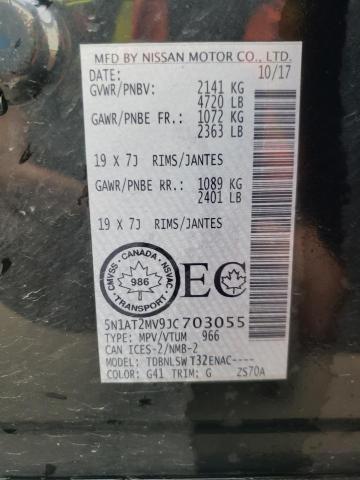 MFD BY NISSAN MOTOR CO., LTD.
DATE: 10/17
GVWR/PNBV: 2141 KG
4720 LB
GAWR/PNBE FR.: 1072 KG
2363 LB
19 X 7J RIMS/JANTES
GAWR/PNBE RR.: 1089 KG
2401 LB
19 X 7J RIMS/JANTES
CANADA
CMVSS NSVAC
986
TRANSPORT
EC
5N1AT2MV9JC703055
TYPE: MPV/VTUM 966
CAN ICES-2/NMB-2
MODEL: TDBNLSW T32ENAC----
COLOR: G41 TRIM: G ZS70A